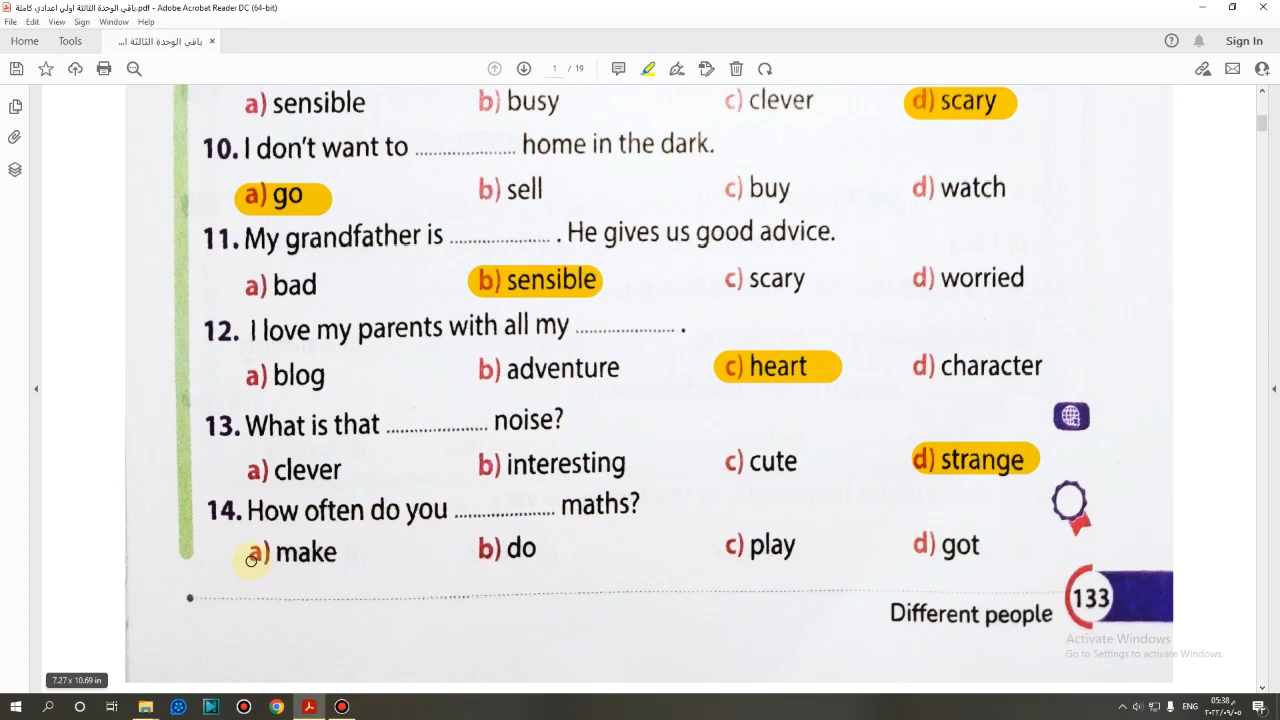 باقي الوحدة الثالثة اولي اعدادي كاملة.pdf - Adobe Acrobat Reader DC (64-bit)
File Edit View Sign Window Help
Home Tools باقي الوحدة الثالثة ا... × Sign In
1 / 19
a) sensible b) busy c) clever d) scary
10. I don't want to .............. home in the dark.
a) go b) sell c) buy d) watch
11. My grandfather is .............. . He gives us good advice.
a) bad b) sensible c) scary d) worried
12. I love my parents with all my .............. .
a) blog b) adventure c) heart d) character
13. What is that .............. noise?
a) clever b) interesting c) cute d) strange
14. How often do you .............. maths?
a) make b) do c) play d) got
Different people 133
Activate Windows
Go to Settings to activate Windows.
7.27 x 10.69 in
ENG 05:38 م
٢٠٢٢/٠٩/٠٥